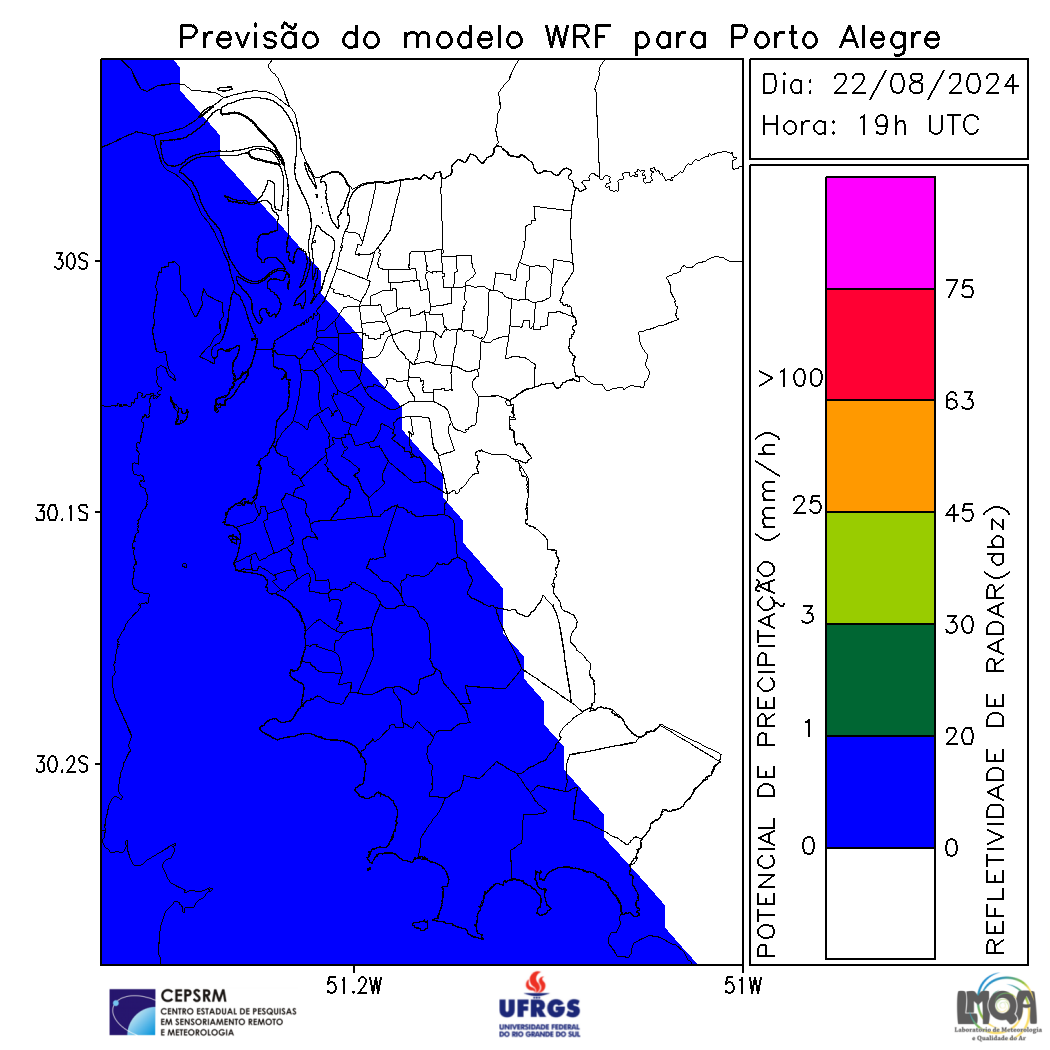 Previsão do modelo WRF para Porto Alegre
Dia: 22/08/2024
Hora: 19h UTC
30S
30.1S
30.2S
51.2W
51W
POTENCIAL DE PRECIPITAÇÃO (mm/h)
>100
25
3
1
0
75
63
45
30
20
0
REFLETIVIDADE DE RADAR(dbz)
CEPSRM
CENTRO ESTADUAL DE PESQUISAS
EM SENSORIAMENTO REMOTO
E METEOROLOGIA
UFRGS
UNIVERSIDADE FEDERAL
DO RIO GRANDE DO SUL
LMQA
Laboratório de Meteorologia
e Qualidade do Ar